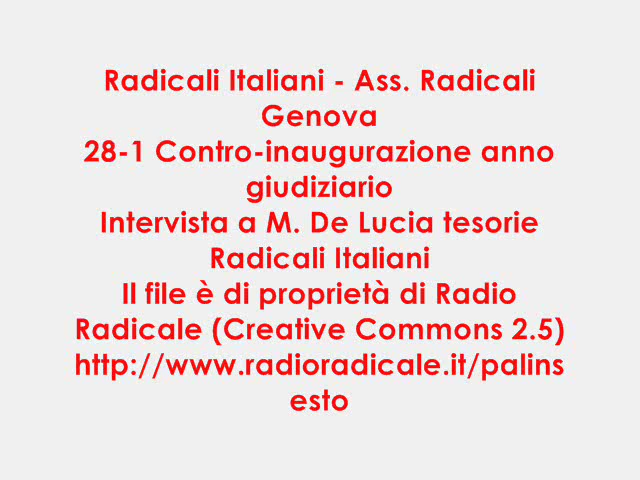 Radicali Italiani - Ass. Radicali
Genova
28-1 Contro-inaugurazione anno
giudiziario
Intervista a M. De Lucia tesorie
Radicali Italiani
Il file è di proprietà di Radio
Radicale (Creative Commons 2.5)
http://www.radioradicale.it/palins
esto